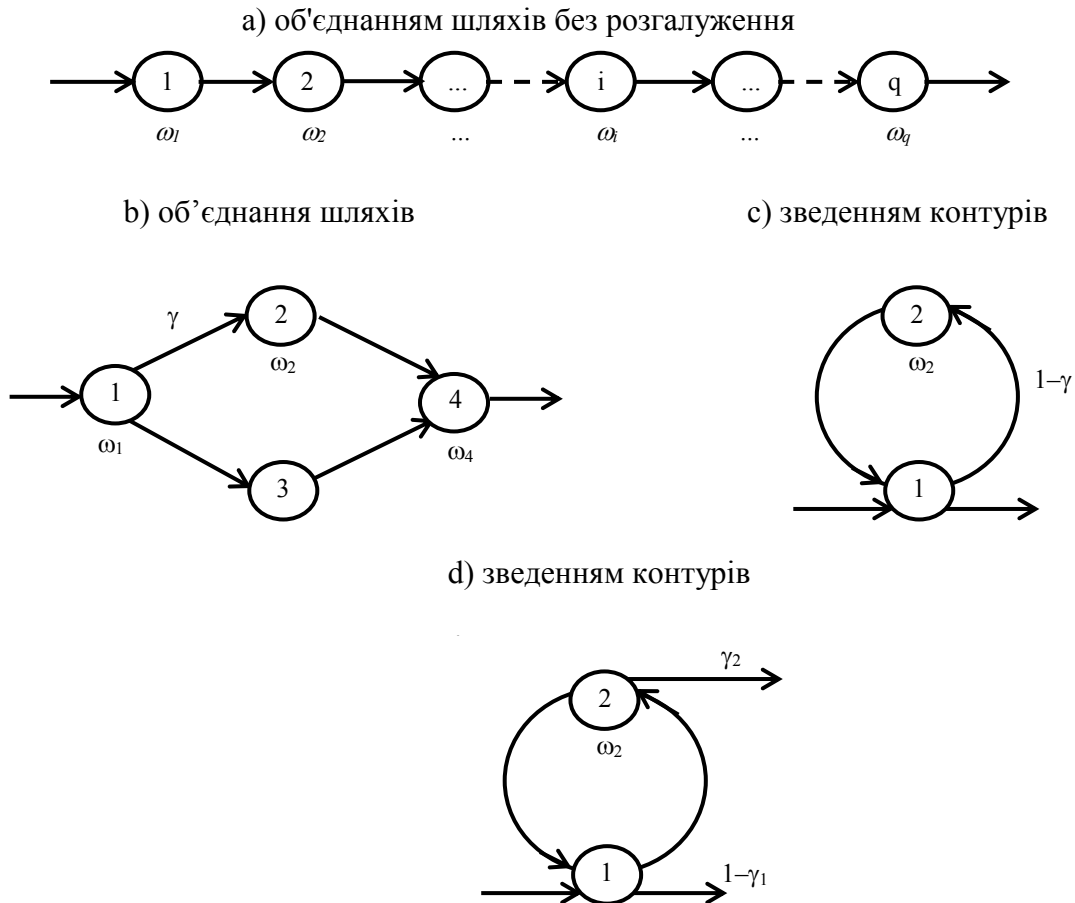 а) об'єднанням шляхів без розгалуження
1 2 ... i ... q
ω1 ω2 ... ωi ... ωq
b) об’єднання шляхів
c) зведенням контурів
γ
2
ω2
1
ω1
4
ω4
3
2
ω2
1–γ
1
d) зведенням контурів
γ2
2
ω2
1
1–γ1